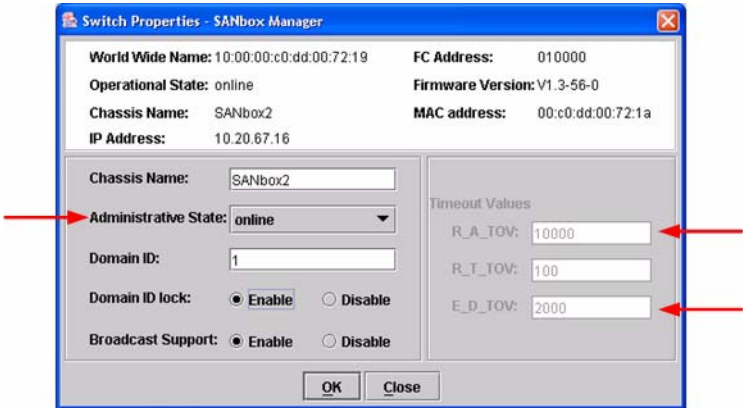 Switch Properties - SANbox Manager
World Wide Name: 10:00:00:c0:dd:00:72:19 FC Address: 010000
Operational State: online Firmware Version: V1.3-56-0
Chassis Name: SANbox2 MAC address: 00:c0:dd:00:72:1a
IP Address: 10.20.67.16
Chassis Name: SANbox2
Administrative State: online
Domain ID: 1
Domain ID lock: Enable Disable
Broadcast Support: Enable Disable
Timeout Values
R_A_TOV: 10000
R_T_TOV: 100
E_D_TOV: 2000
OK Close